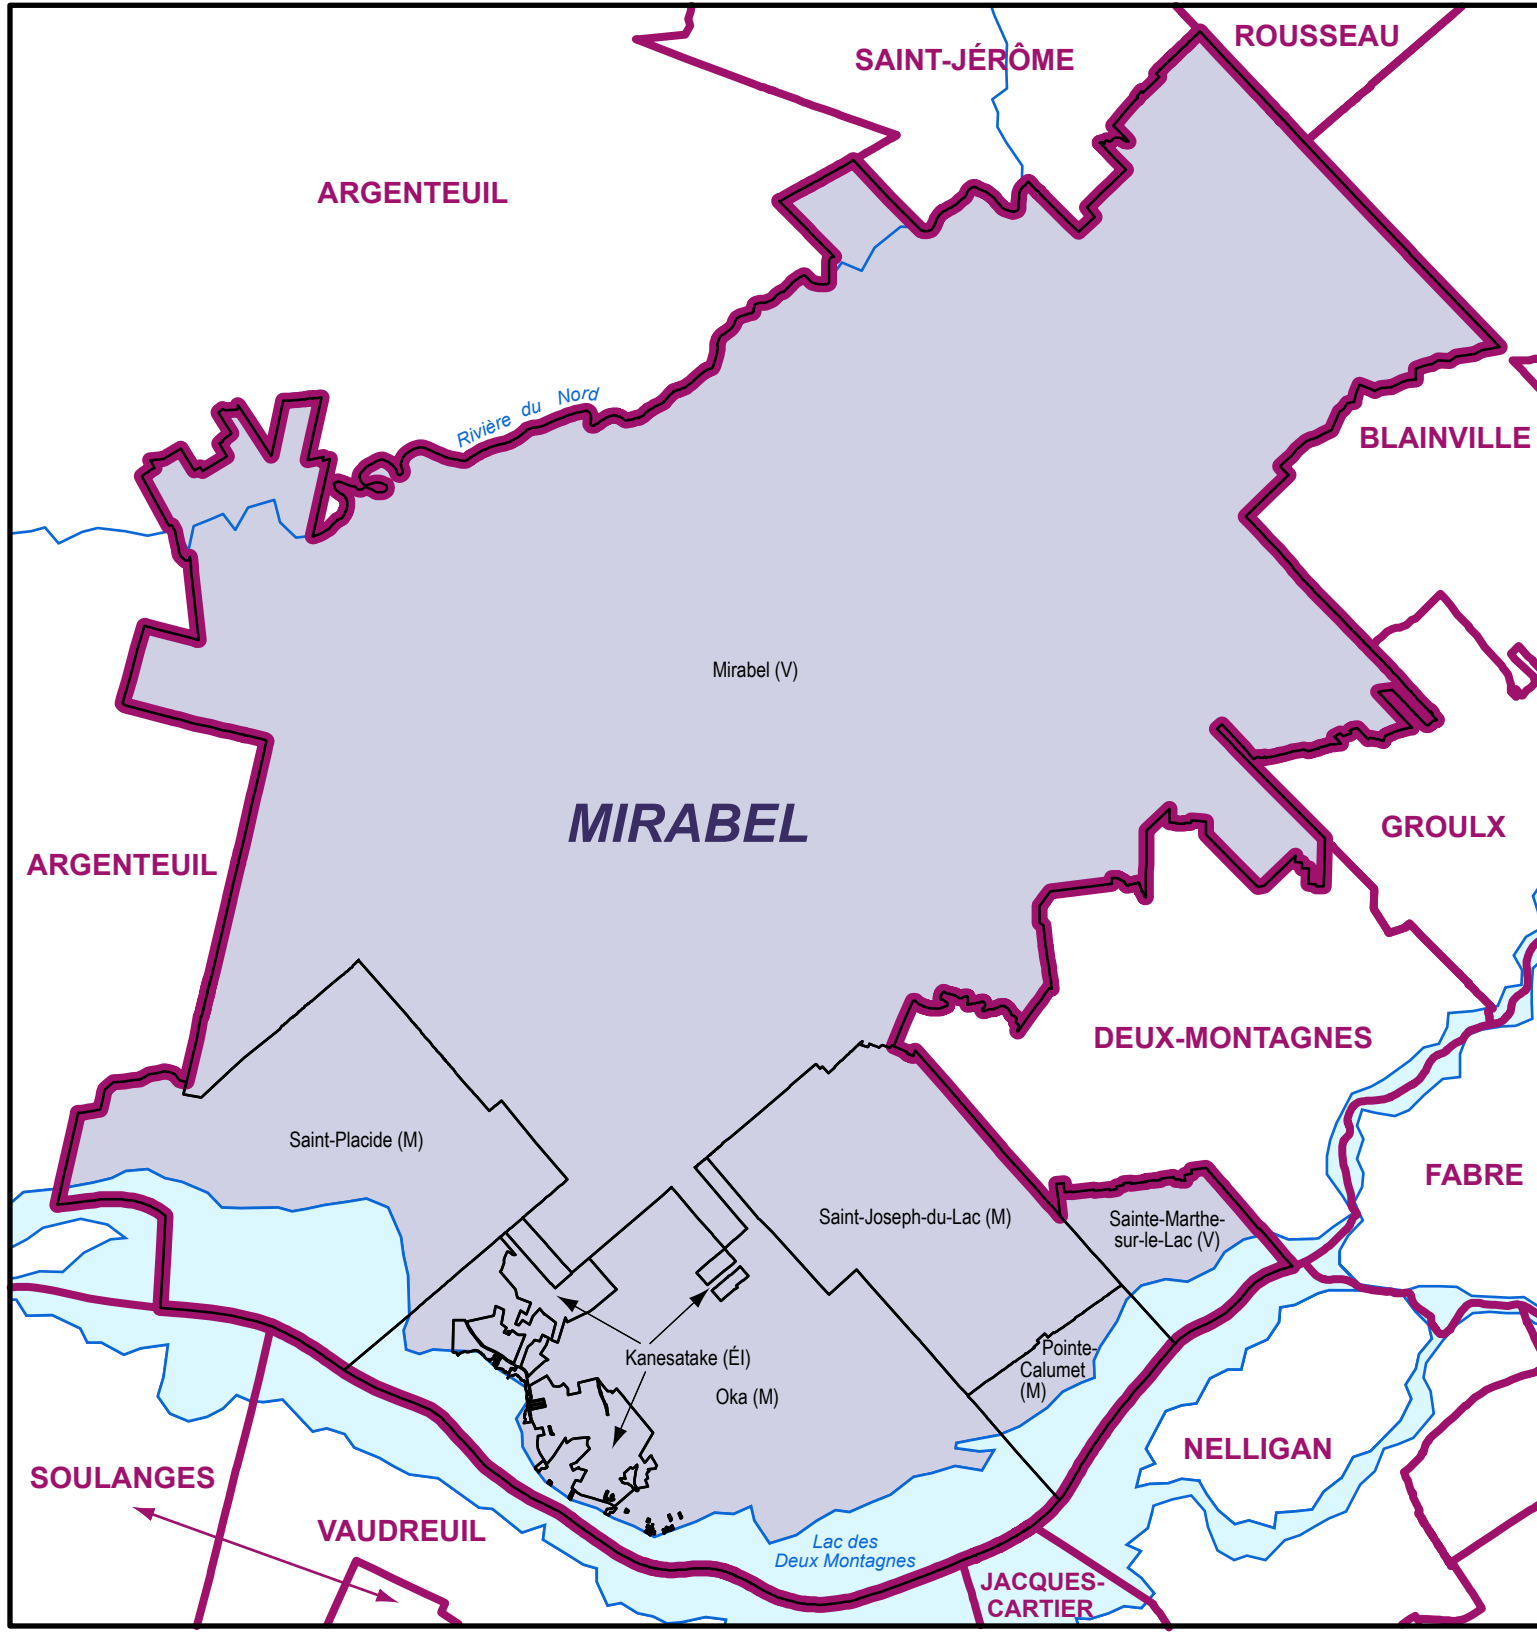 ROUSSEAU
SAINT-JÉRÔME
ARGENTEUIL
Rivière du Nord
BLAINVILLE
Mirabel (V)
MIRABEL
GROULX
ARGENTEUIL
DEUX-MONTAGNES
Saint-Placide (M)
FABRE
Saint-Joseph-du-Lac (M)
Sainte-Marthe-
sur-le-Lac (V)
Kanesatake (ÉI)
Pointe-
Calumet
(M)
Oka (M)
NELLIGAN
SOULANGES
VAUDREUIL
Lac des
Deux Montagnes
JACQUES-
CARTIER